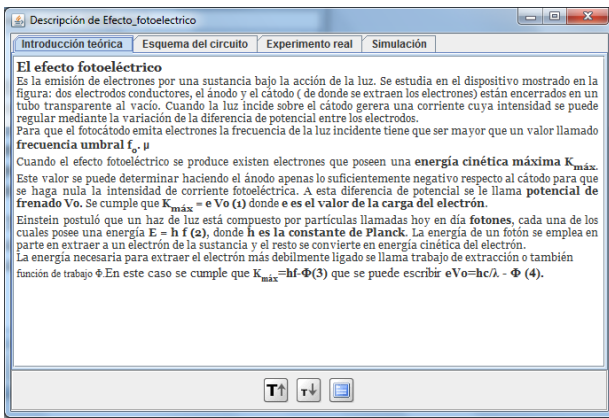 Descripción de Efecto_fotoelectrico
Introducción teórica Esquema del circuito Experimento real Simulación
El efecto fotoeléctrico
Es la emisión de electrones por una sustancia bajo la acción de la luz. Se estudia en el dispositivo mostrado en la
figura: dos electrodos conductores, el ánodo y el cátodo ( de donde se extraen los electrones) están encerrados en un
tubo transparente al vacío. Cuando la luz incide sobre el cátodo gerera una corriente cuya intensidad se puede
regular mediante la variación de la diferencia de potencial entre los electrodos.
Para que el fotocátodo emita electrones la frecuencia de la luz incidente tiene que ser mayor que un valor llamado
frecuencia umbral fo. µ
Cuando el efecto fotoeléctrico se produce existen electrones que poseen una energía cinética máxima Kmáx.
Este valor se puede determinar haciendo el ánodo apenas lo suficientemente negativo respecto al cátodo para que
se haga nula la intensidad de corriente fotoeléctrica. A esta diferencia de potencial se le llama potencial de
frenado Vo. Se cumple que Kmáx = e Vo (1) donde e es el valor de la carga del electrón.
Einstein postuló que un haz de luz está compuesto por partículas llamadas hoy en día fotones, cada una de los
cuales posee una energía E = h f (2), donde h es la constante de Planck. La energía de un fotón se emplea en
parte en extraer a un electrón de la sustancia y el resto se convierte en energía cinética del electrón.
La energía necesaria para extraer el electrón más debilmente ligado se llama trabajo de extracción o también
función de trabajo Φ.En este caso se cumple que Kmáx=hf-Φ(3) que se puede escribir eVo=hc/λ - Φ (4).
T↑ T↓